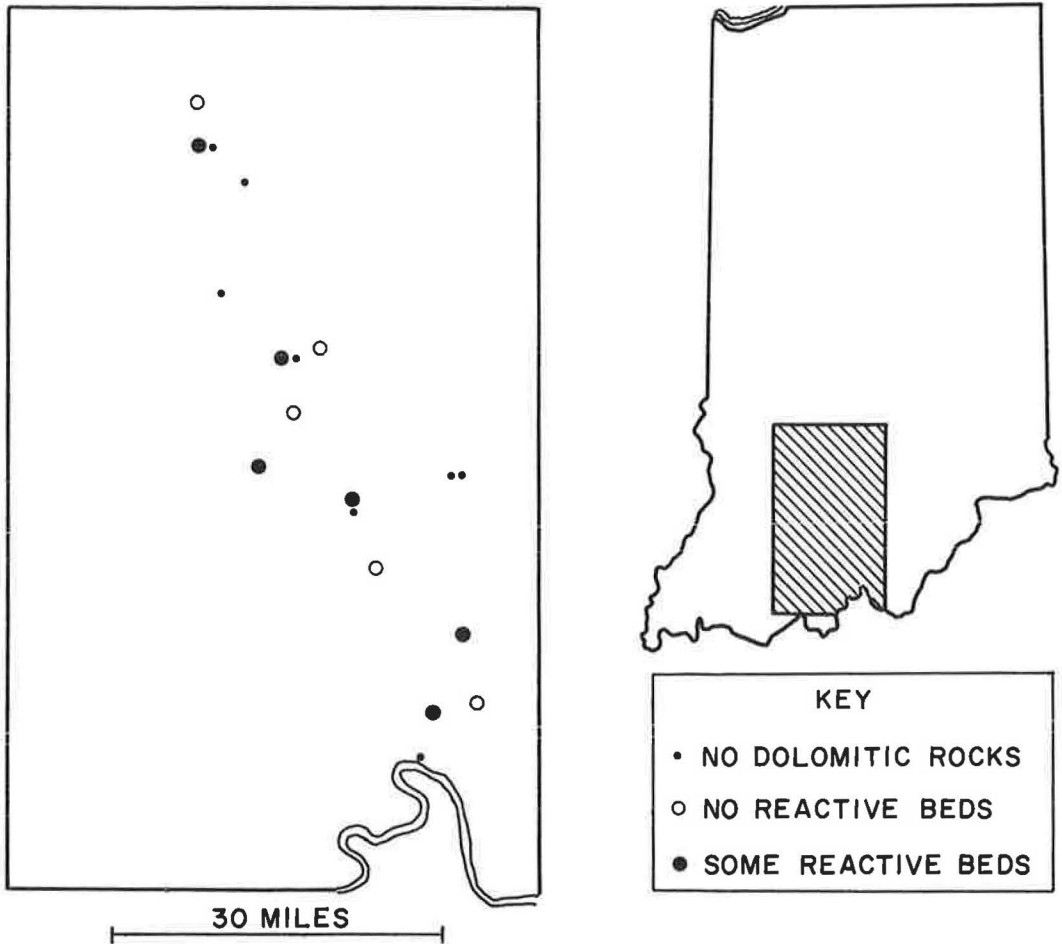 30 MILES
KEY
NO DOLOMITIC ROCKS
NO REACTIVE BEDS
SOME REACTIVE BEDS